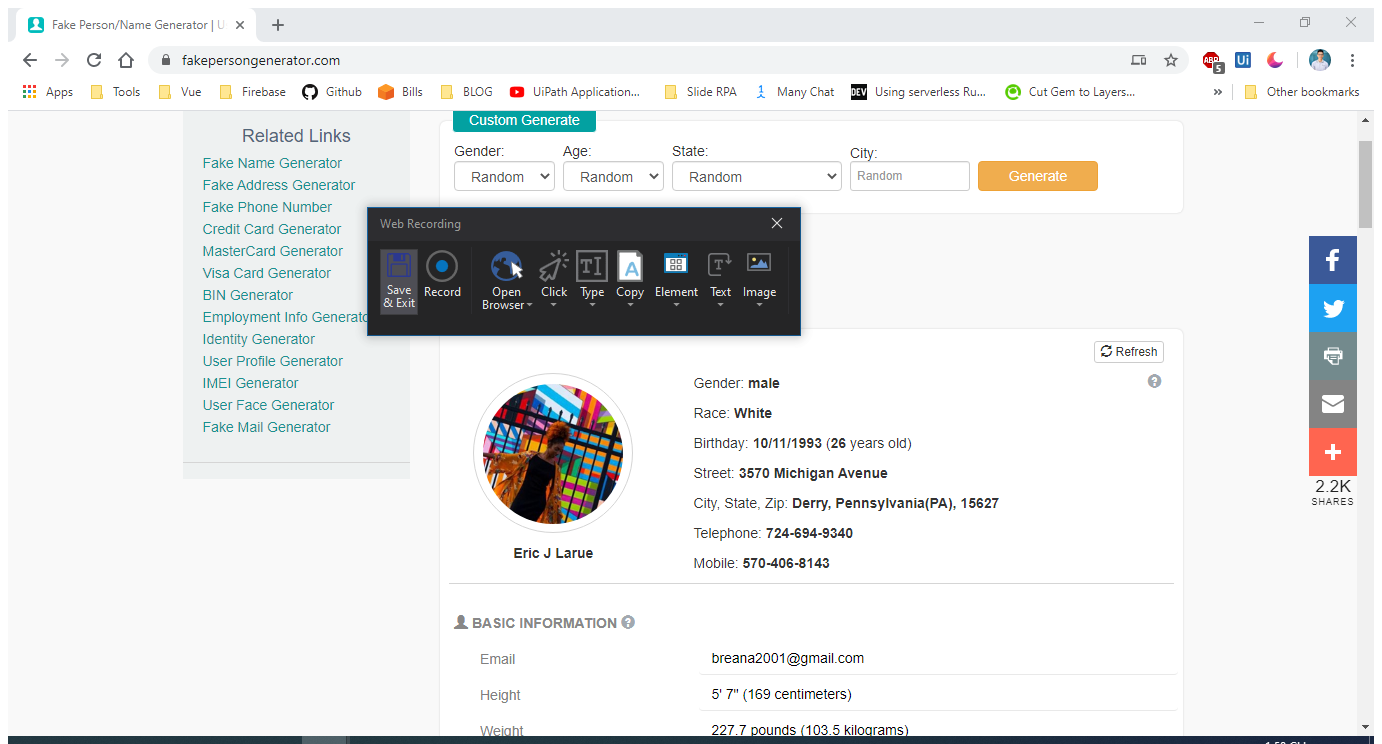 Fake Person/Name Generator | U
fakepersongenerator.com
ABP 5 Ui
Apps Tools Vue Firebase Github Bills BLOG UiPath Application... Slide RPA Many Chat DEV Using serverless Ru... Cut Gem to Layers... » Other bookmarks
Related Links
Fake Name Generator
Fake Address Generator
Fake Phone Number
Credit Card Generator
MasterCard Generator
Visa Card Generator
BIN Generator
Employment Info Generato
Identity Generator
User Profile Generator
IMEI Generator
User Face Generator
Fake Mail Generator
Custom Generate
Gender: Age: State: City:
Random Random Random Random Generate
Web Recording
Save & Exit
Record
Open Browser
Click
Type
Copy
Element
Text
Image
Refresh
Gender: male
Race: White
Birthday: 10/11/1993 (26 years old)
Street: 3570 Michigan Avenue
City, State, Zip: Derry, Pennsylvania(PA), 15627
Telephone: 724-694-9340
Mobile: 570-406-8143
Eric J Larue
BASIC INFORMATION
Email breana2001@gmail.com
Height 5' 7" (169 centimeters)
Weight 227.7 pounds (103.5 kilograms)
2.2K
SHARES